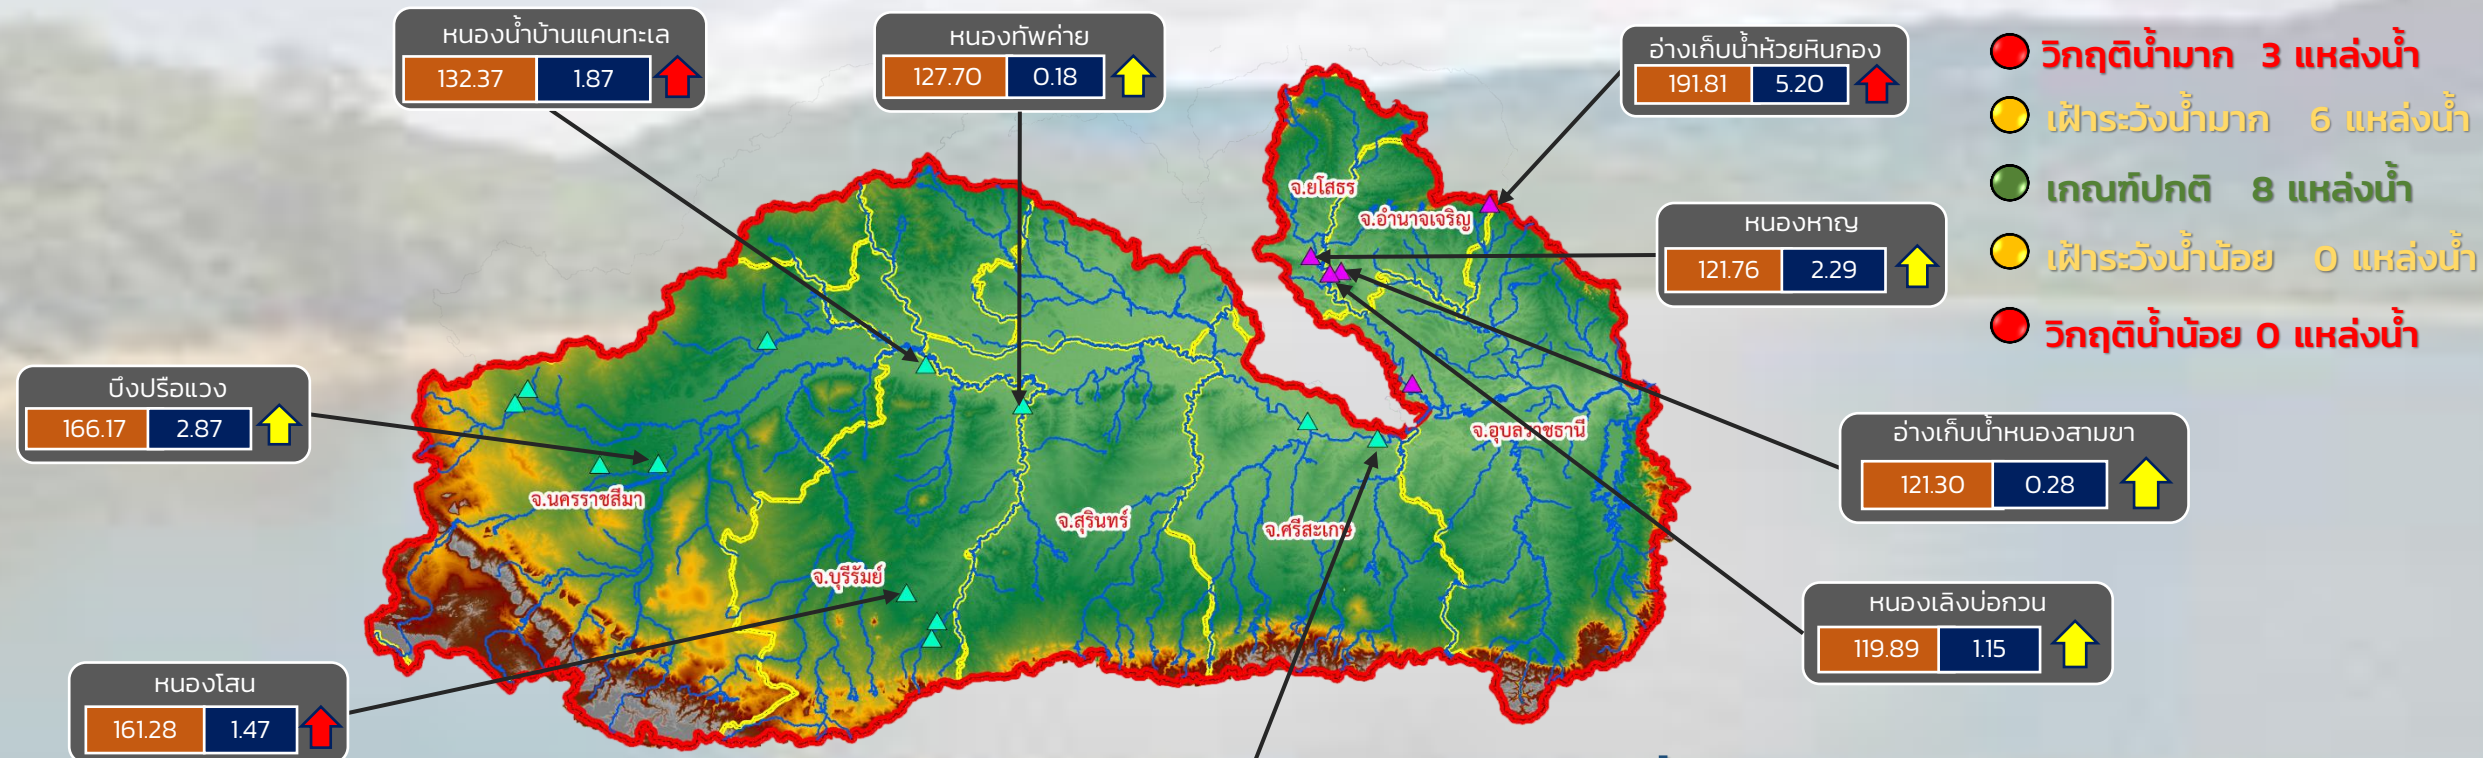 หนองน้ำบ้านแคนทะเล
132.37 1.87
หนองทัพค่าย
127.70 0.18
อ่างเก็บน้ำห้วยหินกอง
191.81 5.20
วิกฤติน้ำมาก 3 แหล่งน้ำ
เฝ้าระวังน้ำมาก 6 แหล่งน้ำ
เกณฑ์ปกติ 8 แหล่งน้ำ
เฝ้าระวังน้ำน้อย 0 แหล่งน้ำ
วิกฤติน้ำน้อย 0 แหล่งน้ำ
จ.ยโสธร
จ.อำนาจเจริญ
หนองหาญ
121.76 2.29
บึงปรือแวง
166.17 2.87
จ.อุบลราชธานี
อ่างเก็บน้ำหนองสามขา
121.30 0.28
จ.นครราชสีมา
จ.สุรินทร์
จ.ศรีสะเกษ
จ.บุรีรัมย์
หนองเลิงบ่อกวน
119.89 1.15
หนองโสน
161.28 1.47